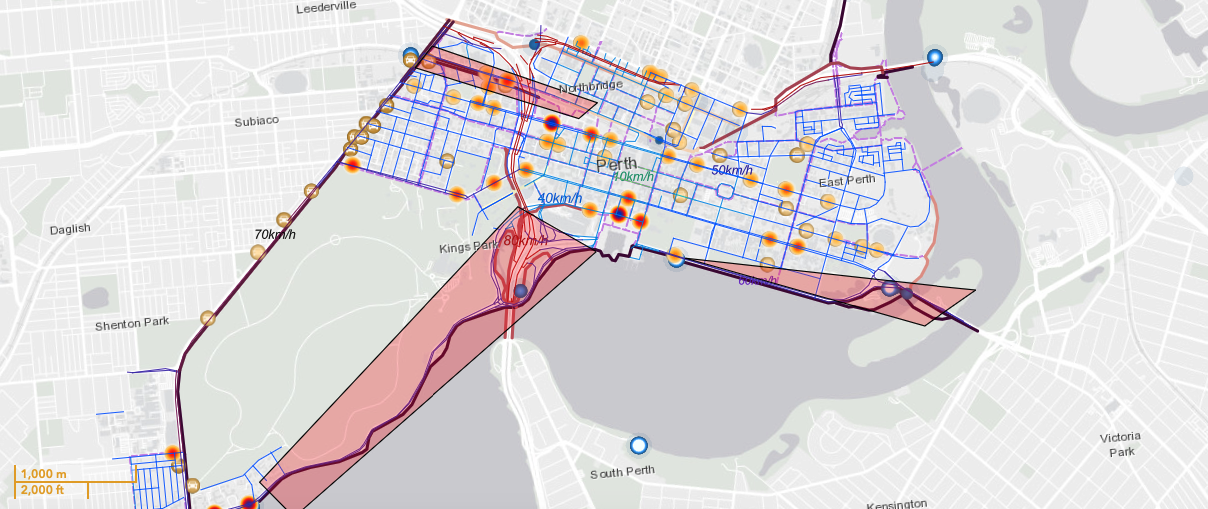 Leederville
Northbridge
Subiaco
Perth
10km/h
50km/h
East Perth
40km/h
Daglish
70km/h
Kings Park
80km/h
60km/h
Shenton Park
Victoria
Park
1,000 m
2,000 ft
South Perth
Kensington